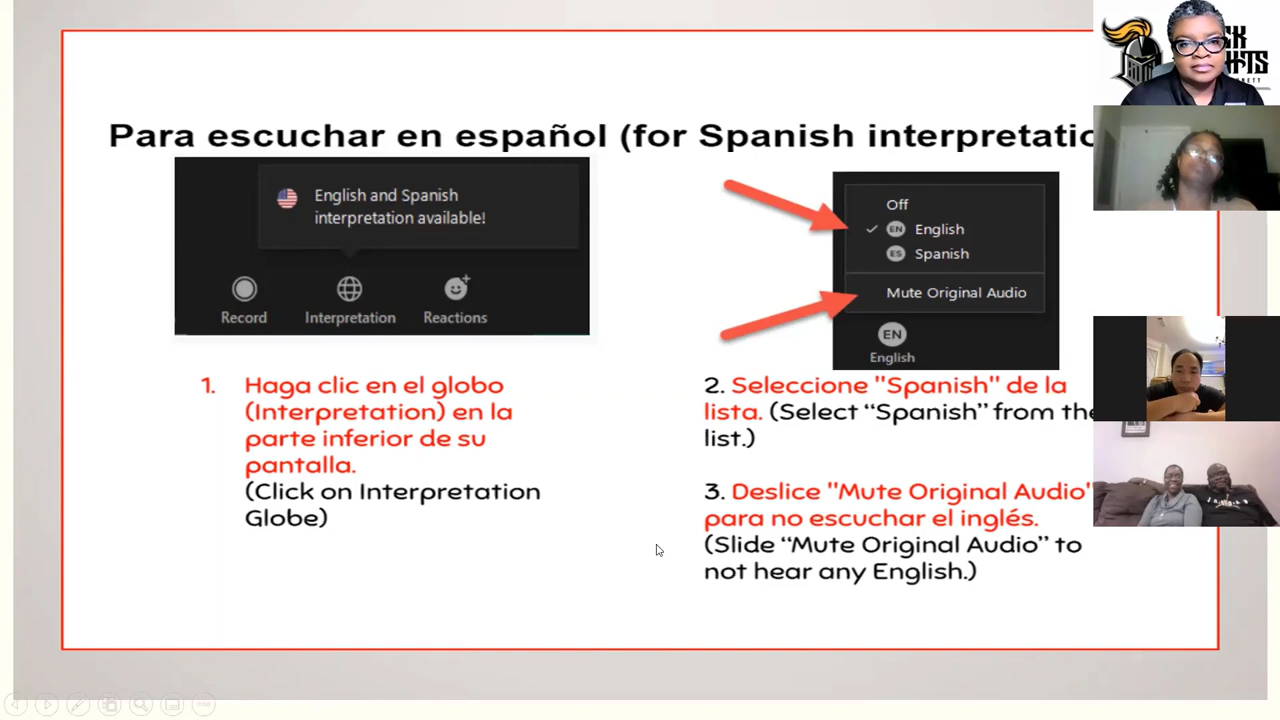 Para escuchar en español (for Spanish
English and Spanish
interpretation available!
Record
Interpretation
Reactions
Off
EN English
ES Spanish
Mute Original Audio
EN
English
1. Haga clic en el globo
(Interpretation) en la
parte inferior de su
pantalla.
(Click on Interpretation
Globe)
2. Seleccione "Spanish" de la
lista. (Select “Spanish” from the
list.)
3. Deslice "Mute Original Audio"
para no escuchar el inglés.
(Slide “Mute Original Audio” to
not hear any English.)